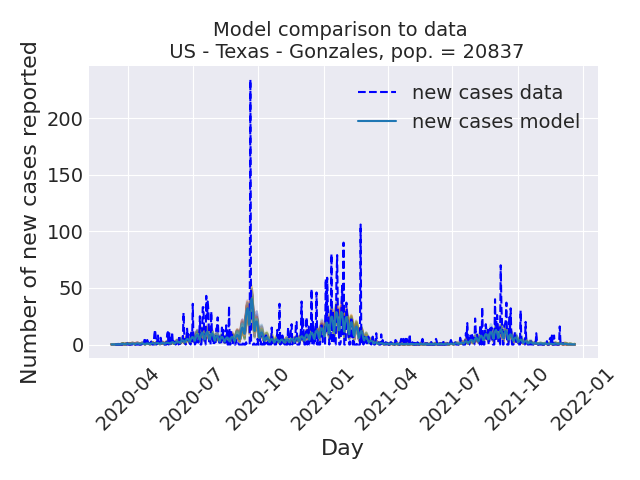 Model comparison to data
US - Texas - Gonzales, pop. = 20837
Number of new cases reported
200
150
100
50
0
new cases data
new cases model
2020-04
2020-07
2020-10
2021-01
2021-04
2021-07
2021-10
2022-01
Day